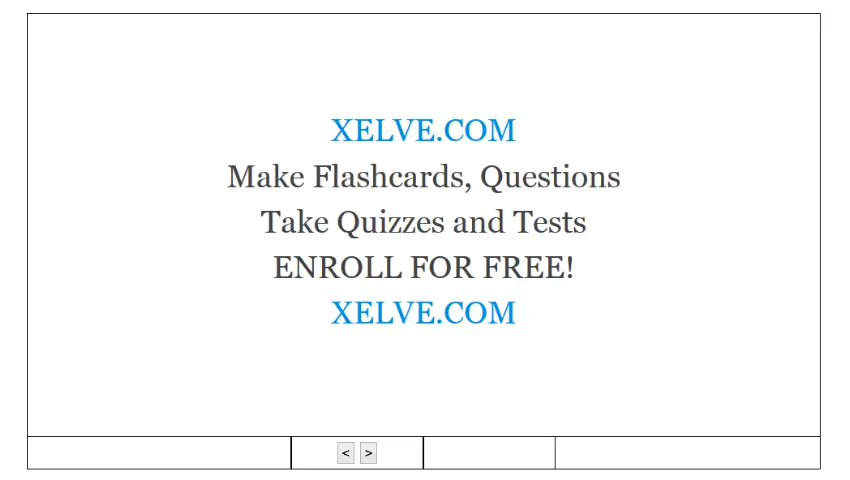 XELVE.COM
Make Flashcards, Questions
Take Quizzes and Tests
ENROLL FOR FREE!
XELVE.COM
< >